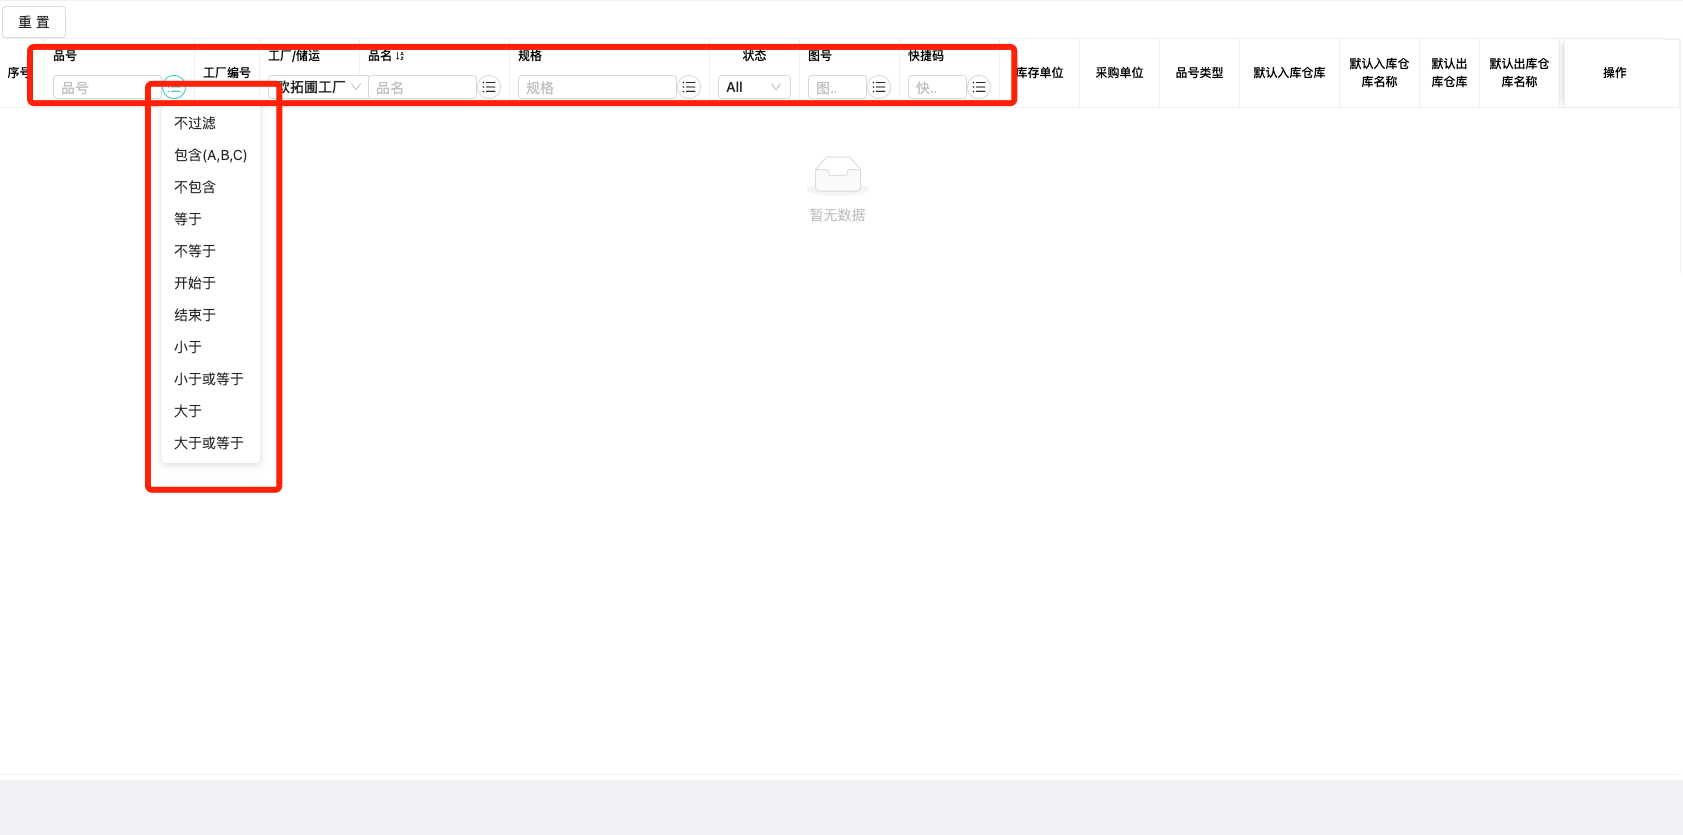 重 置
序号
品号
品号
工厂编号
工厂/储运
欧拓圃工厂
品名
品名
规格
规格
状态
All
图号
图..
快捷码
快..
库存单位
采购单位
品号类型
默认入库仓库
默认入库仓
库名称
默认出
库仓库
默认出库仓
库名称
操作
不过滤
包含(A,B,C)
不包含
等于
不等于
开始于
结束于
小于
小于或等于
大于
大于或等于
暂无数据